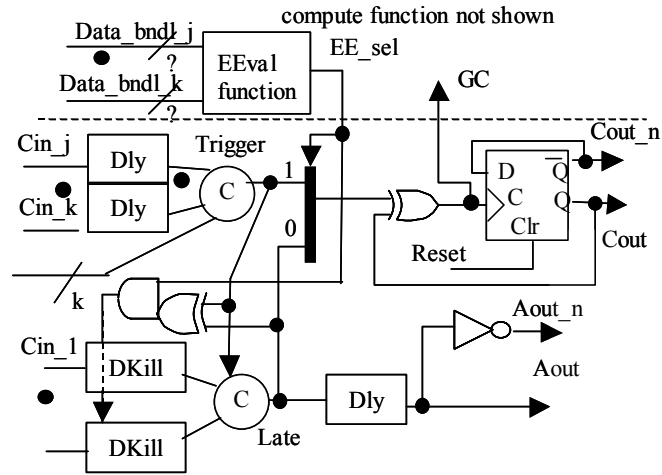 compute function not shown
Data_bndl_j
?
EE_sel
EEval
function
Data_bndl_k
?
GC
Cin_j
Dly
Trigger
Cout_n
D
Q
Dly
C
1
C
Q
Cin_k
Clr
0
Cout
Reset
k
Aout_n
Cin_1
DKill
Aout
C
Dly
DKill
Late